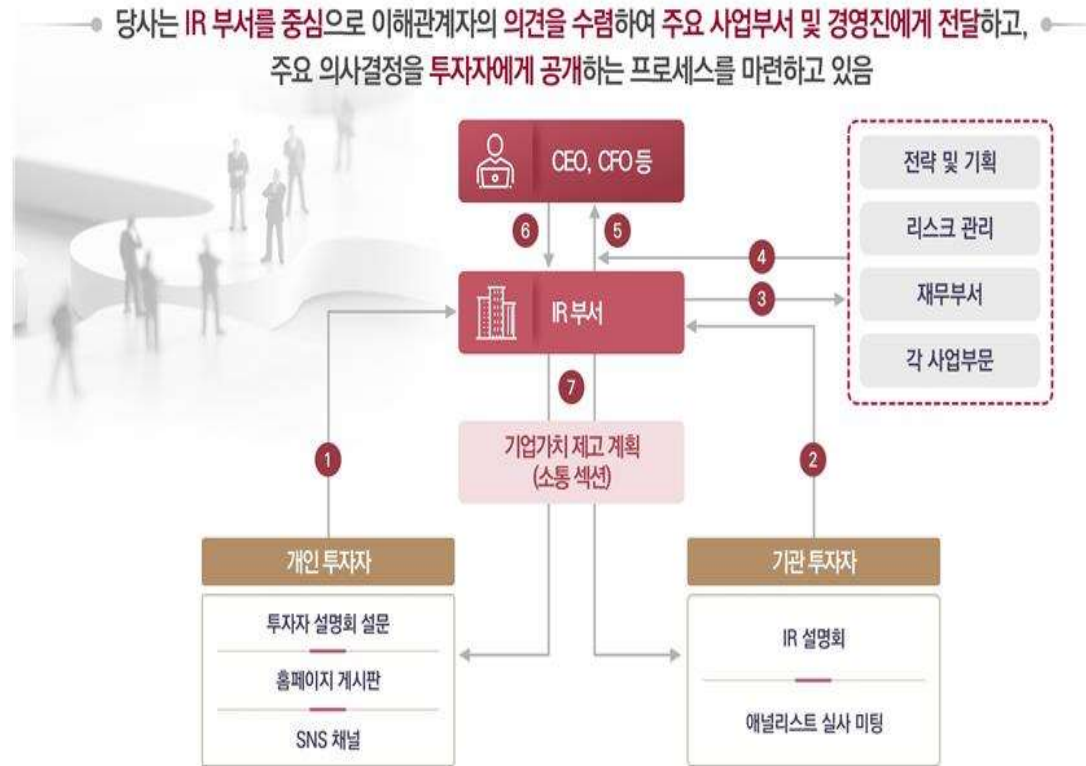 당사는 IR 부서를 중심으로 이해관계자의 의견을 수렴하여 주요 사업부서 및 경영진에게 전달하고,
주요 의사결정을 투자자에게 공개하는 프로세스를 마련하고 있음
CEO, CFO 등
전략 및 기획
리스크 관리
재무부서
각 사업부문
6
5
4
3
IR 부서
7
기업가치 제고 계획
(소통 섹션)
1
2
개인 투자자
투자자 설명회 설문
홈페이지 게시판
SNS 채널
기관 투자자
IR 설명회
애널리스트 실사 미팅